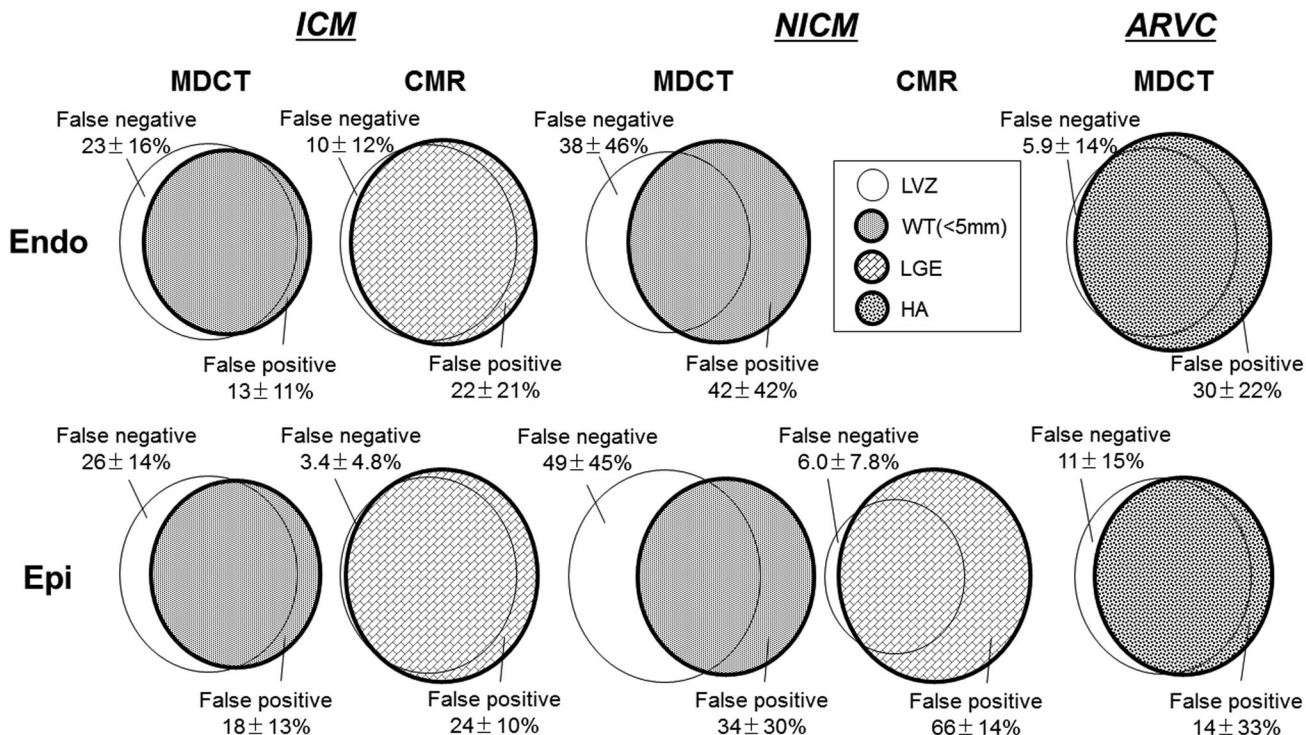 ICM NICM ARVC
MDCT CMR MDCT CMR MDCT
False negative
23±16%
False negative
10±12%
False negative
38±46%
False negative
5.9±14%
LVZ
WT(<5mm)
LGE
HA
Endo
False positive
13±11%
False positive
22±21%
False positive
42±42%
False positive
30±22%
False negative
26±14%
False negative
3.4±4.8%
False negative
49±45%
False negative
6.0±7.8%
False negative
11±15%
Epi
False positive
18±13%
False positive
24±10%
False positive
34±30%
False positive
66±14%
False positive
14±33%